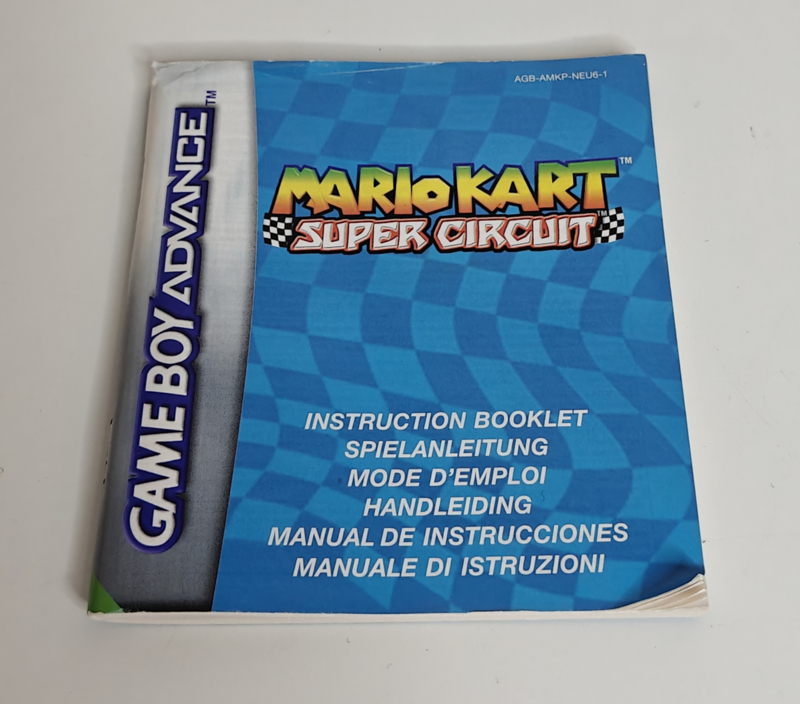 AGB-AMKP-NEU6-1
GAME BOY ADVANCE™
MARIO KART™
SUPER CIRCUIT™
INSTRUCTION BOOKLET
SPIELANLEITUNG
MODE D'EMPLOI
HANDLEIDING
MANUAL DE INSTRUCCIONES
MANUALE DI ISTRUZIONI